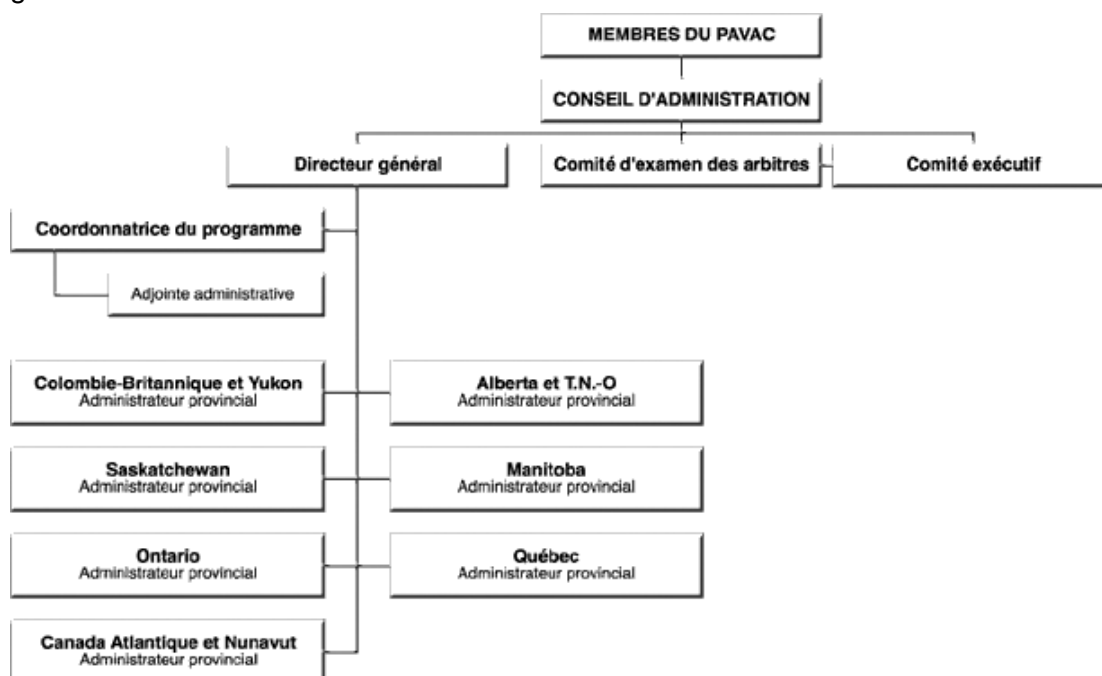 MEMBRES DU PAVAC
CONSEIL D'ADMINISTRATION
Directeur général
Comité d'examen des arbitres
Comité exécutif
Coordonnatrice du programme
Adjointe administrative
Colombie-Britannique et Yukon
Administrateur provincial
Alberta et T.N.-O
Administrateur provincial
Saskatchewan
Administrateur provincial
Manitoba
Administrateur provincial
Ontario
Administrateur provincial
Québec
Administrateur provincial
Canada Atlantique et Nunavut
Administrateur provincial